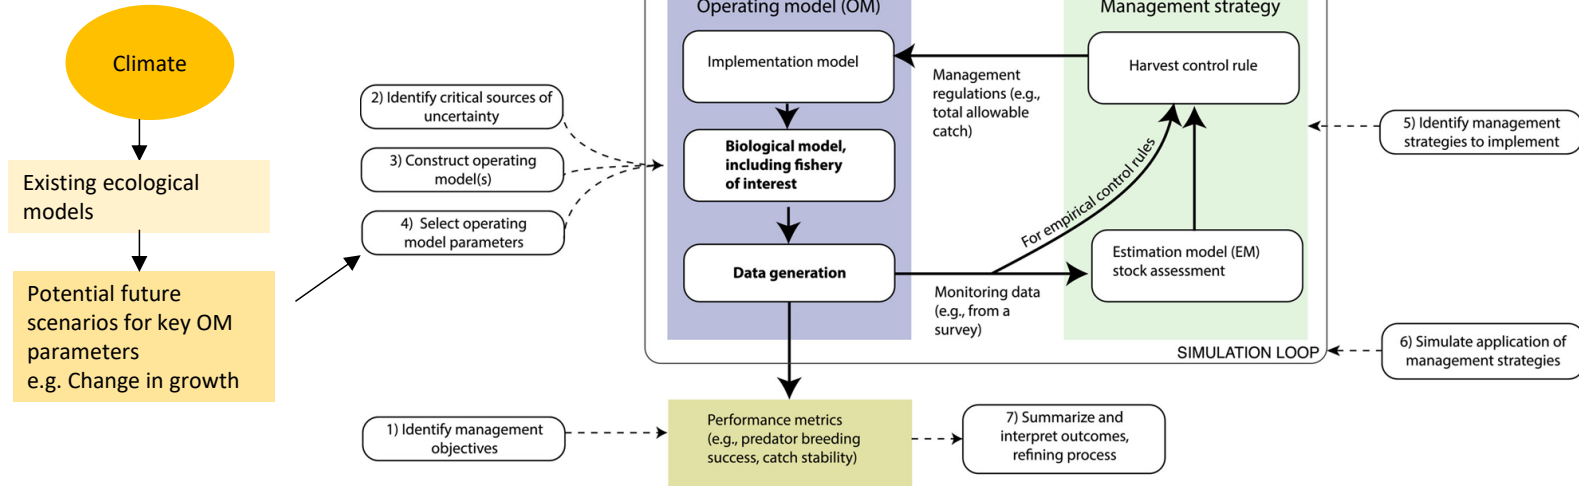 Operating model (OM)
Management strategy
Climate
Implementation model
Harvest control rule
Management
regulations (e.g.,
total allowable
catch)
2) Identify critical sources of
uncertainty
5) Identify management
strategies to implement
3) Construct operating
model(s)
Biological model,
including fishery
of interest
For empirical control rules
Existing ecological
models
4) Select operating
model parameters
Data generation
Estimation model (EM)
stock assessment
Monitoring data
(e.g., from a
survey)
Potential future
scenarios for key OM
parameters
e.g. Change in growth
SIMULATION LOOP
6) Simulate application of
management strategies
1) Identify management
objectives
Performance metrics
(e.g., predator breeding
success, catch stability)
7) Summarize and
interpret outcomes,
refining process